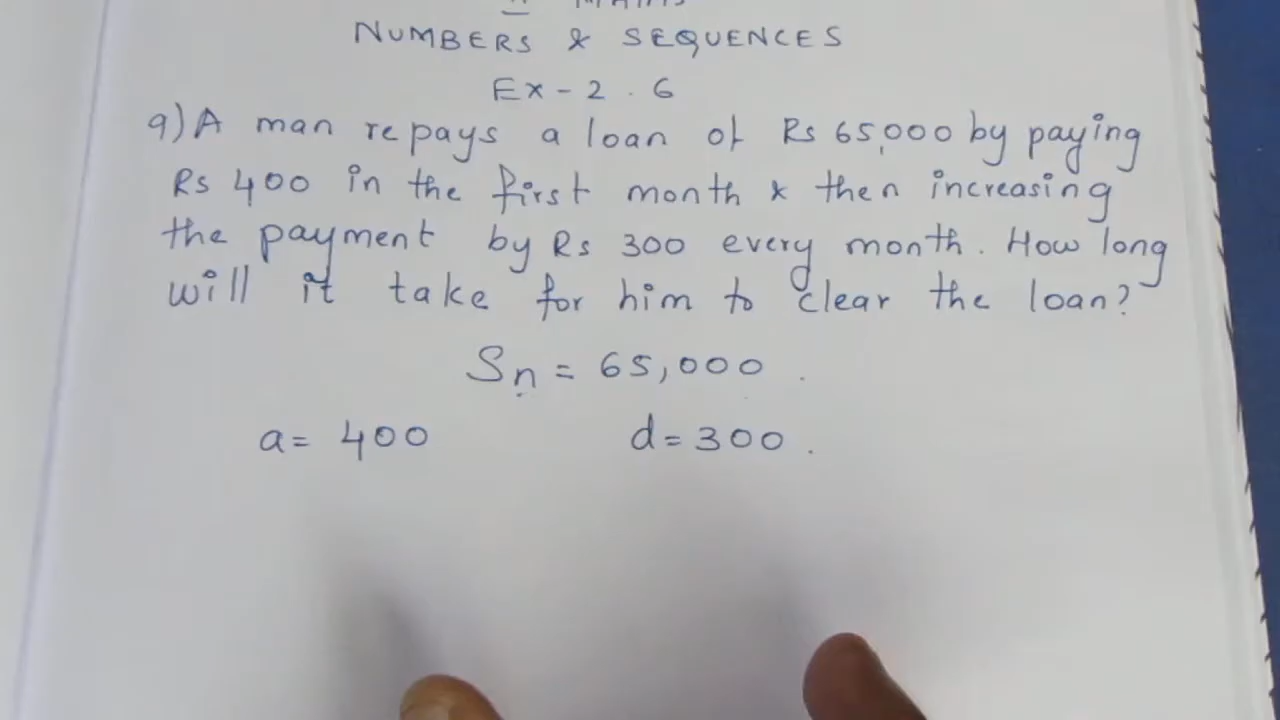 NUMBERS & SEQUENCES
Ex - 2.6
9) A man repays a loan of Rs 65,000 by paying
Rs 400 in the first month & then increasing
the payment by Rs 300 every month. How long
will it take for him to clear the loan?
Sn = 65,000.
a = 400 d = 300.